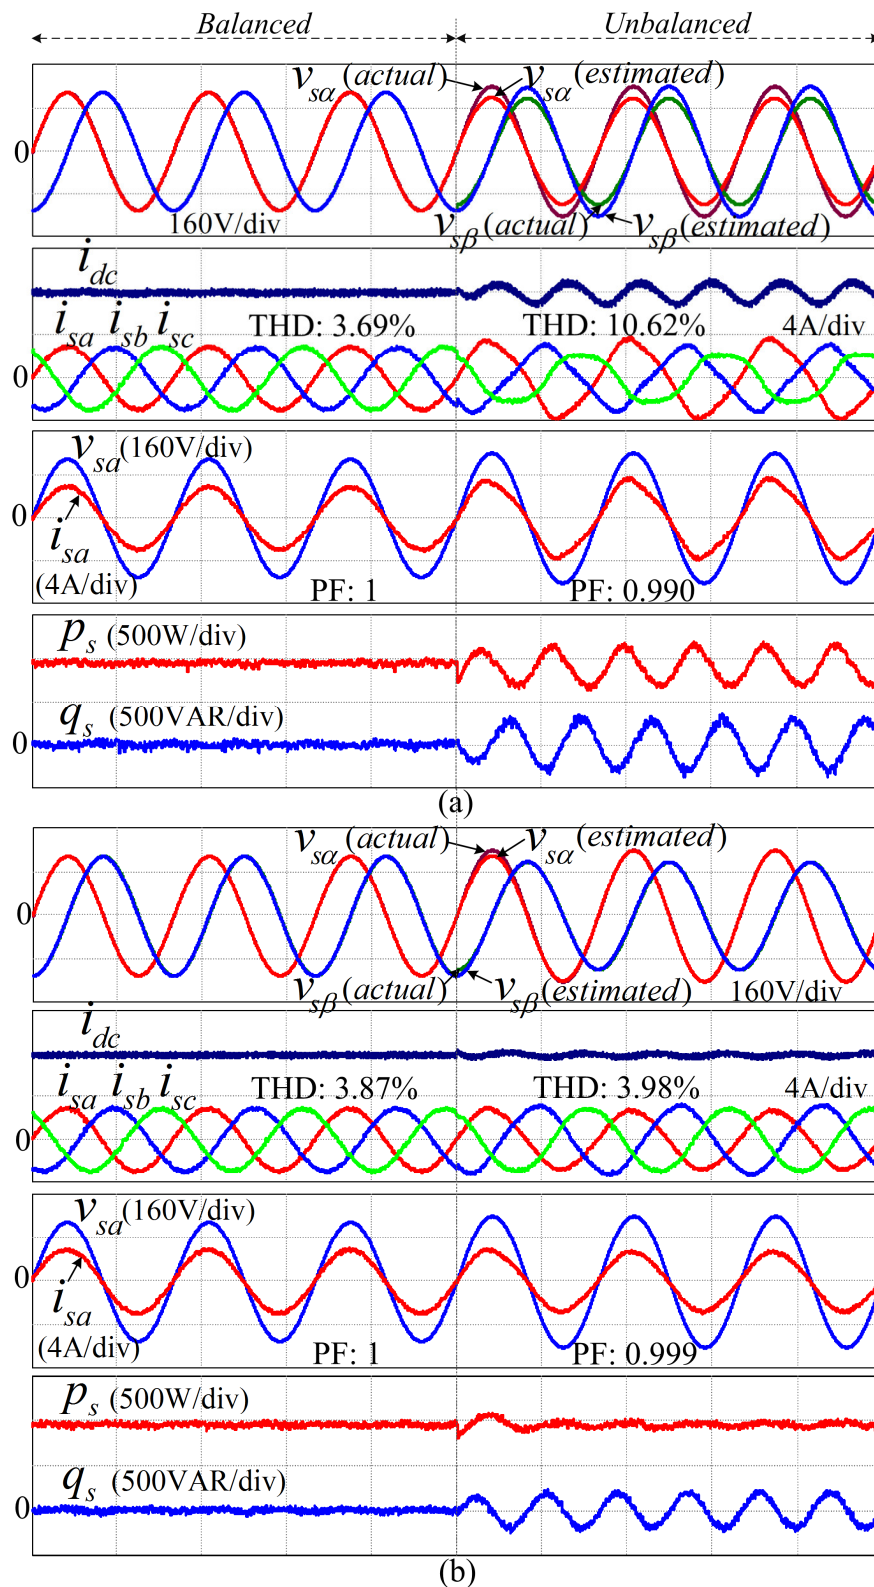 Balanced Unbalanced
vsα (actual) vsα (estimated)
0
160V/div vsβ (actual) vsβ (estimated)
idc
isa isb isc THD: 3.69% THD: 10.62% 4A/div
0
vsa (160V/div)
0
isa
(4A/div) PF: 1 PF: 0.990
ps (500W/div)
qs (500VAR/div)
0
(a)
vsα (actual) vsα (estimated)
0
vsβ (actual) vsβ (estimated) 160V/div
idc
isa isb isc THD: 3.87% THD: 3.98% 4A/div
0
vsa (160V/div)
0
isa
(4A/div) PF: 1 PF: 0.999
ps (500W/div)
qs (500VAR/div)
0
(b)